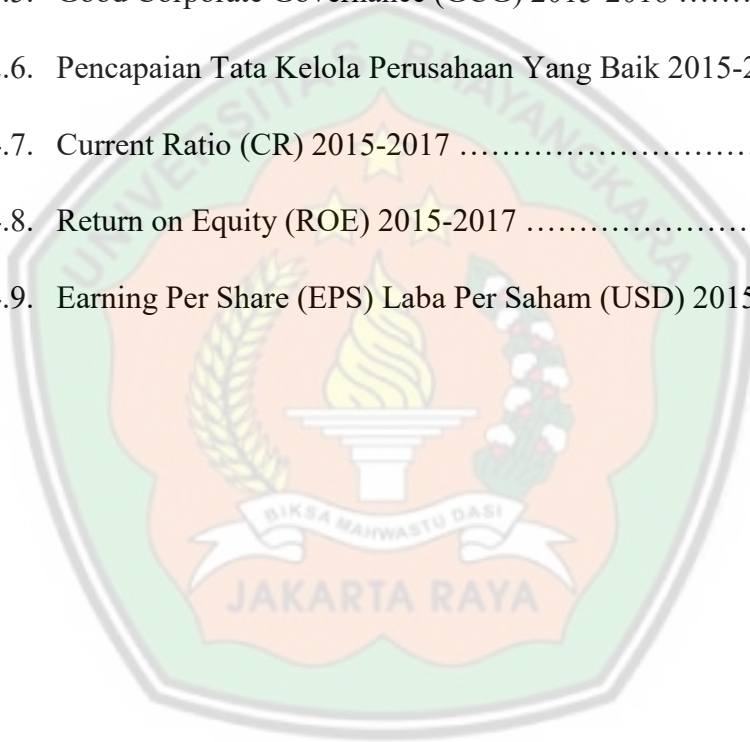 Good Corporate Governance (GCG) 2015-2016 ……
.6. Pencapaian Tata Kelola Perusahaan Yang Baik 2015-2
.7. Current Ratio (CR) 2015-2017 …………………………
.8. Return on Equity (ROE) 2015-2017 ……………………
.9. Earning Per Share (EPS) Laba Per Saham (USD) 2015
UNIVERSITAS BHAYANGKARA
BIKSA MAHWASTU DASI
JAKARTA RAYA